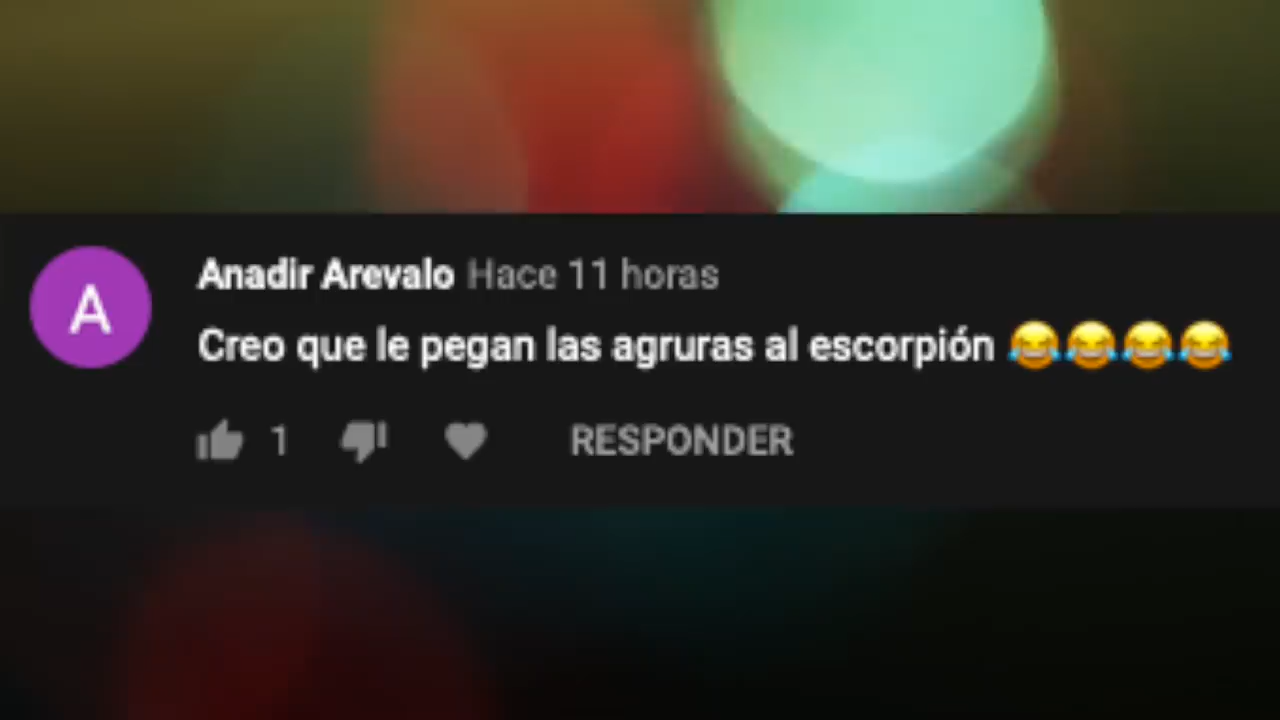 A
Anadir Arevalo Hace 11 horas
Creo que le pegan las agruras al escorpión 😂😂😂😂
1 RESPONDER